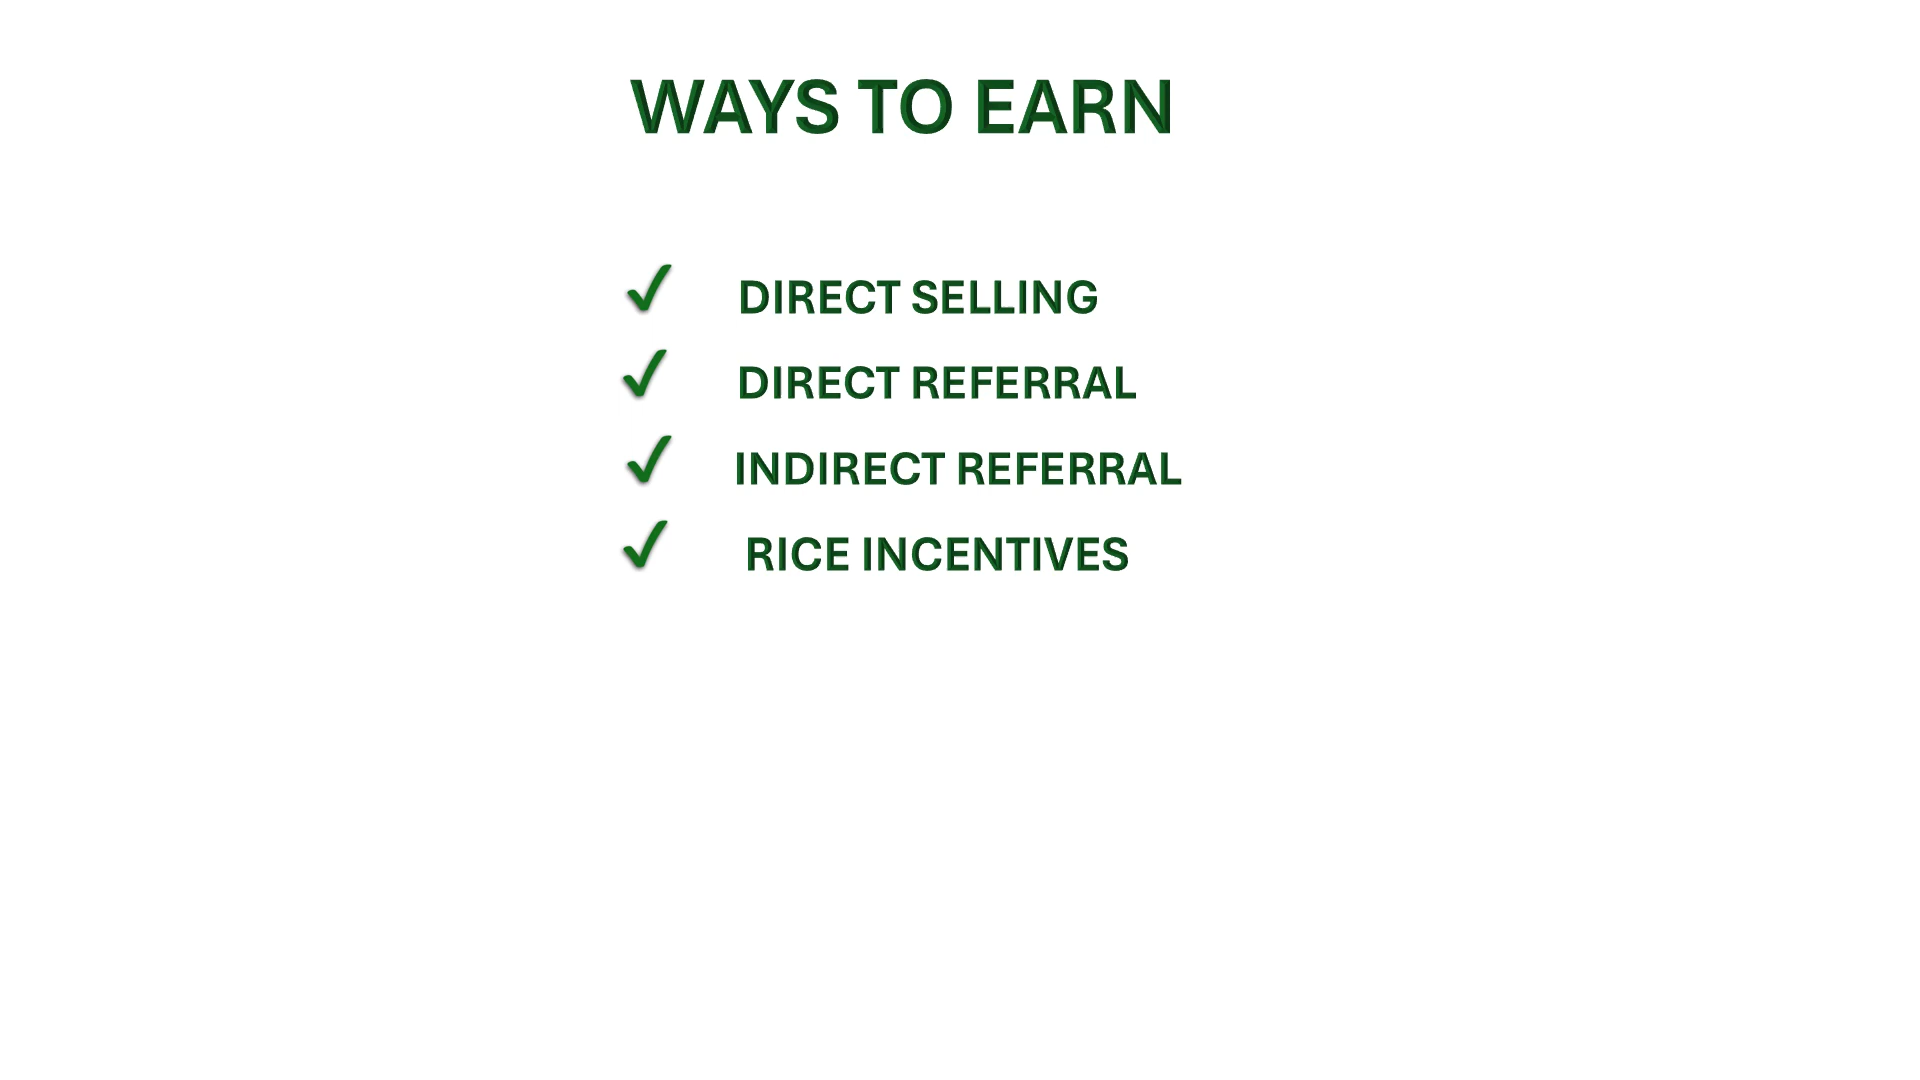 WAYS TO EARN
✓ DIRECT SELLING
✓ DIRECT REFERRAL
✓ INDIRECT REFERRAL
✓ RICE INCENTIVES